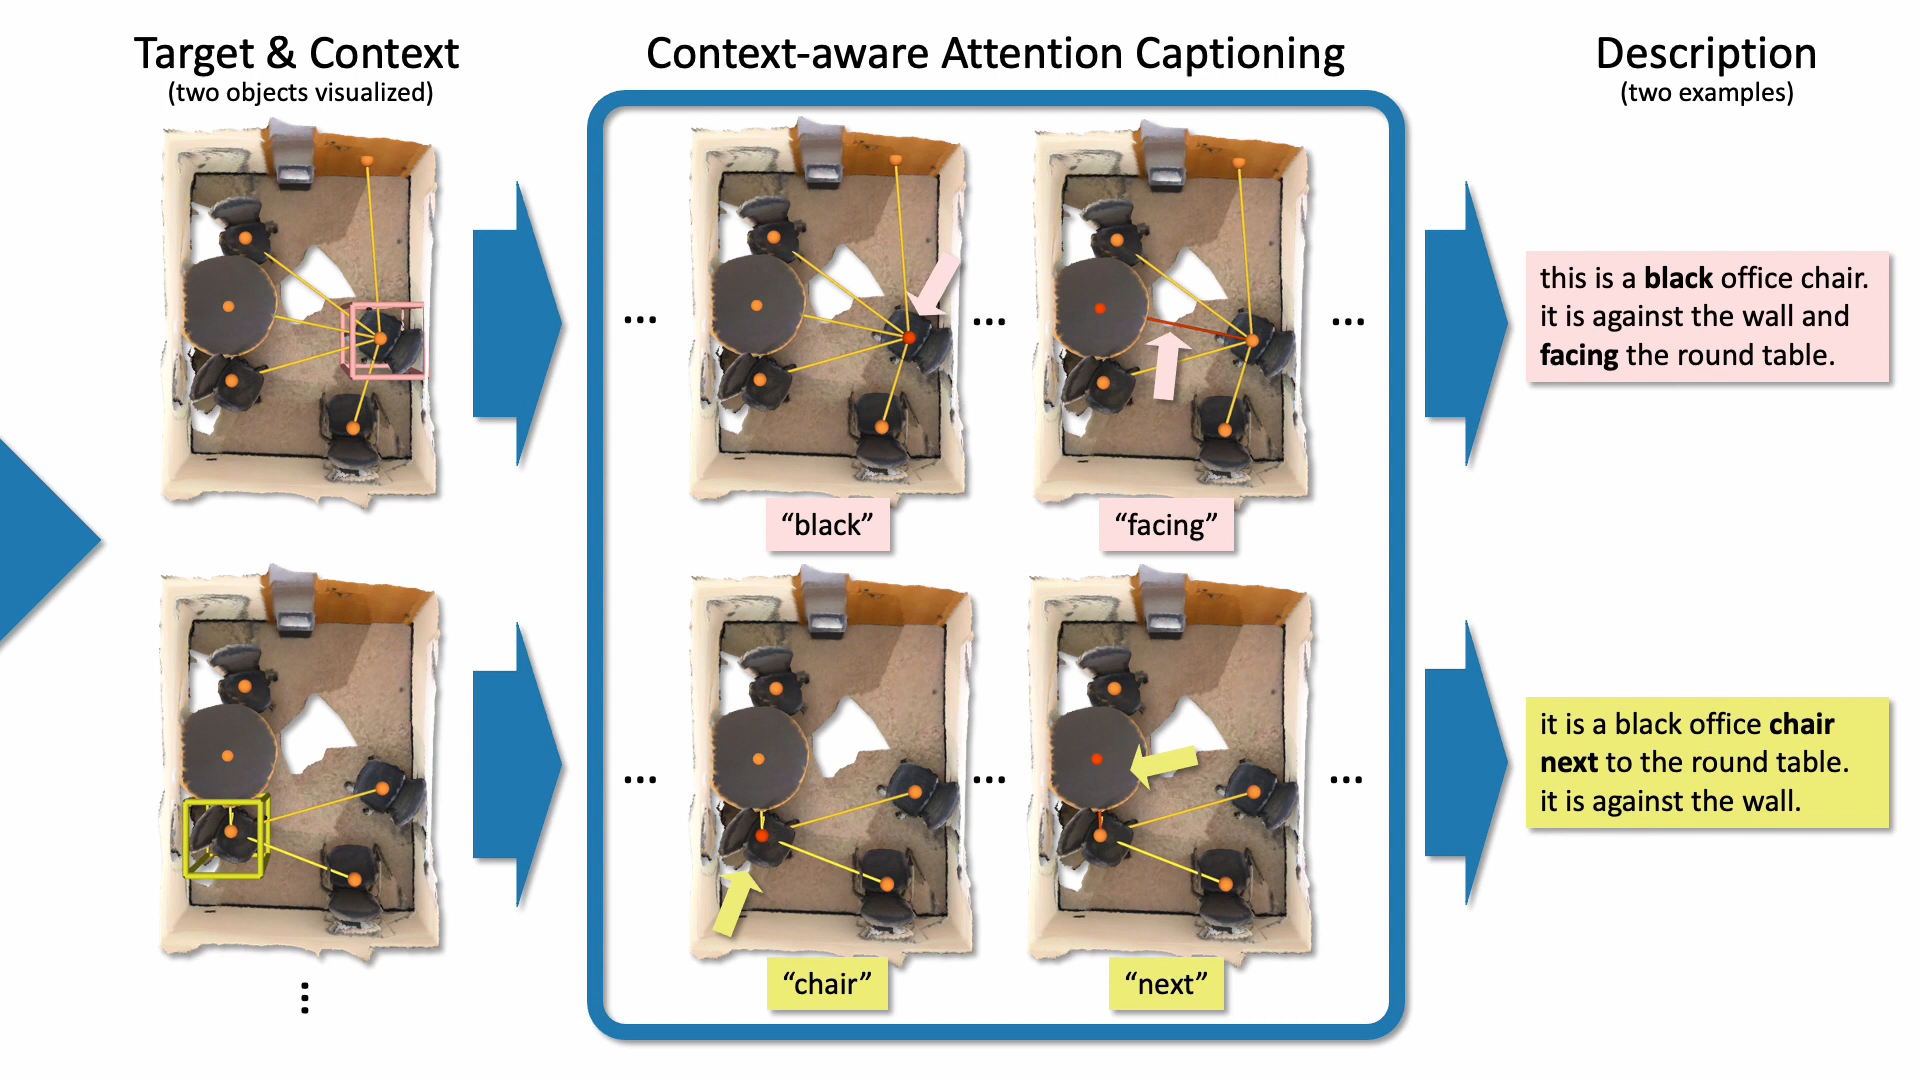 Target & Context
(two objects visualized)
Context-aware Attention Captioning
Description
(two examples)
...
...
...
“black”
“facing”
this is a black office chair.
it is against the wall and
facing the round table.
...
...
...
“chair”
“next”
it is a black office chair
next to the round table.
it is against the wall.
...